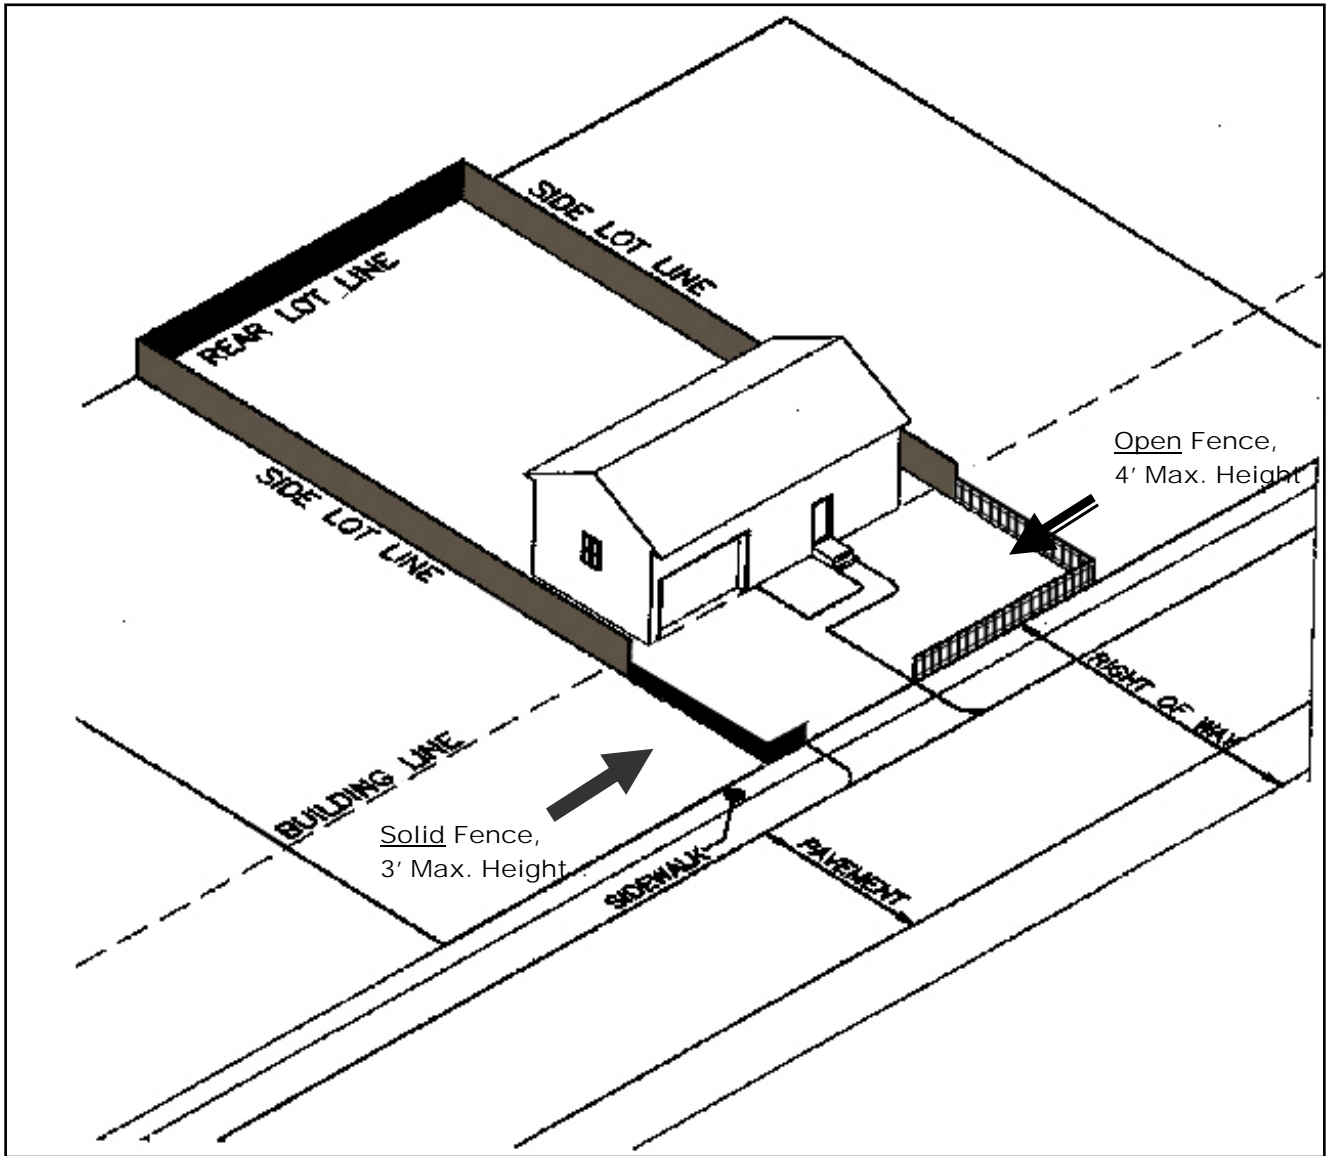 SIDE LOT LINE
REAR LOT LINE
Open Fence,
4’ Max. Height
SIDE LOT LINE
RIGHT OF WAY
BUILDING LINE
Solid Fence,
3’ Max. Height
SIDEWALK
PAVEMENT